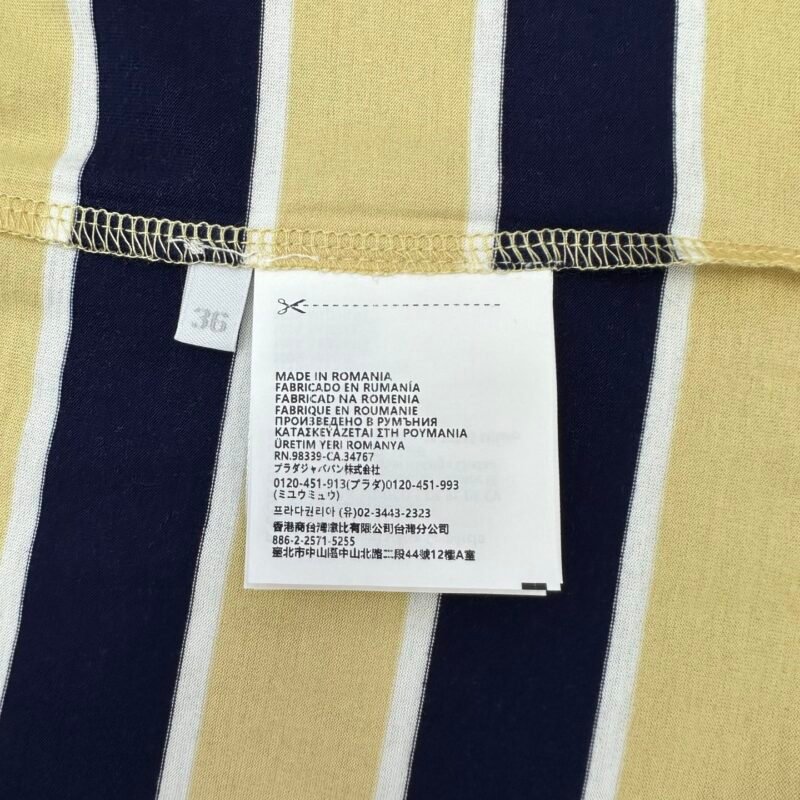 36
MADE IN ROMANIA
FABRICADO EN RUMANÍA
FABRICAD NA ROMENIA
FABRIQUE EN ROUMANIE
ПРОИЗВЕДЕНО В РУМЪНИЯ
ΚΑΤΑΣΚΕΥΑΖΕΤΑΙ ΣΤΗ ΡΟΥΜΑΝΙΑ
ÜRETIM YERI ROMANYA
RN.98339-CA.34767
プラダジャパン株式会社
0120-451-913(プラダ)0120-451-993
(ミユウミュウ)
프라다코리아 (유)02-3443-2323
香港商台灣濼比有限公司台灣分公司
886-2-2571-5255
臺北市中山區中山北路二段44號12樓A室